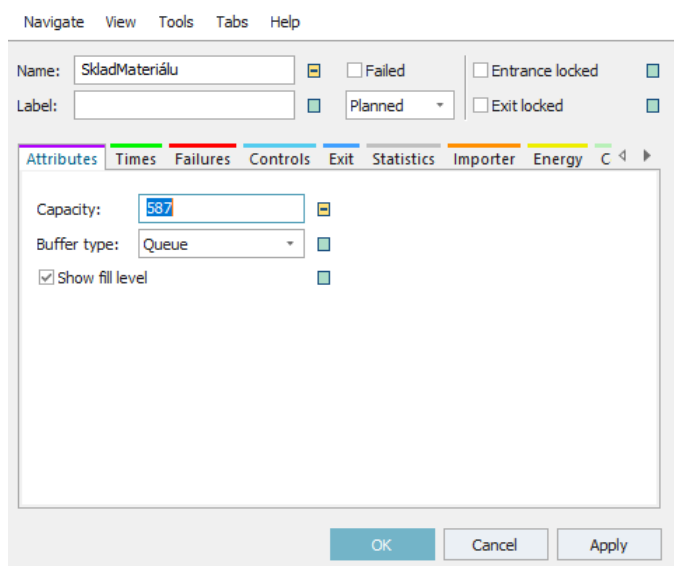 Navigate View Tools Tabs Help
Name: SkladMateriálu Failed Entrance locked
Label: Planned Exit locked
Attributes Times Failures Controls Exit Statistics Importer Energy C
Capacity: 587
Buffer type: Queue
Show fill level
OK Cancel Apply